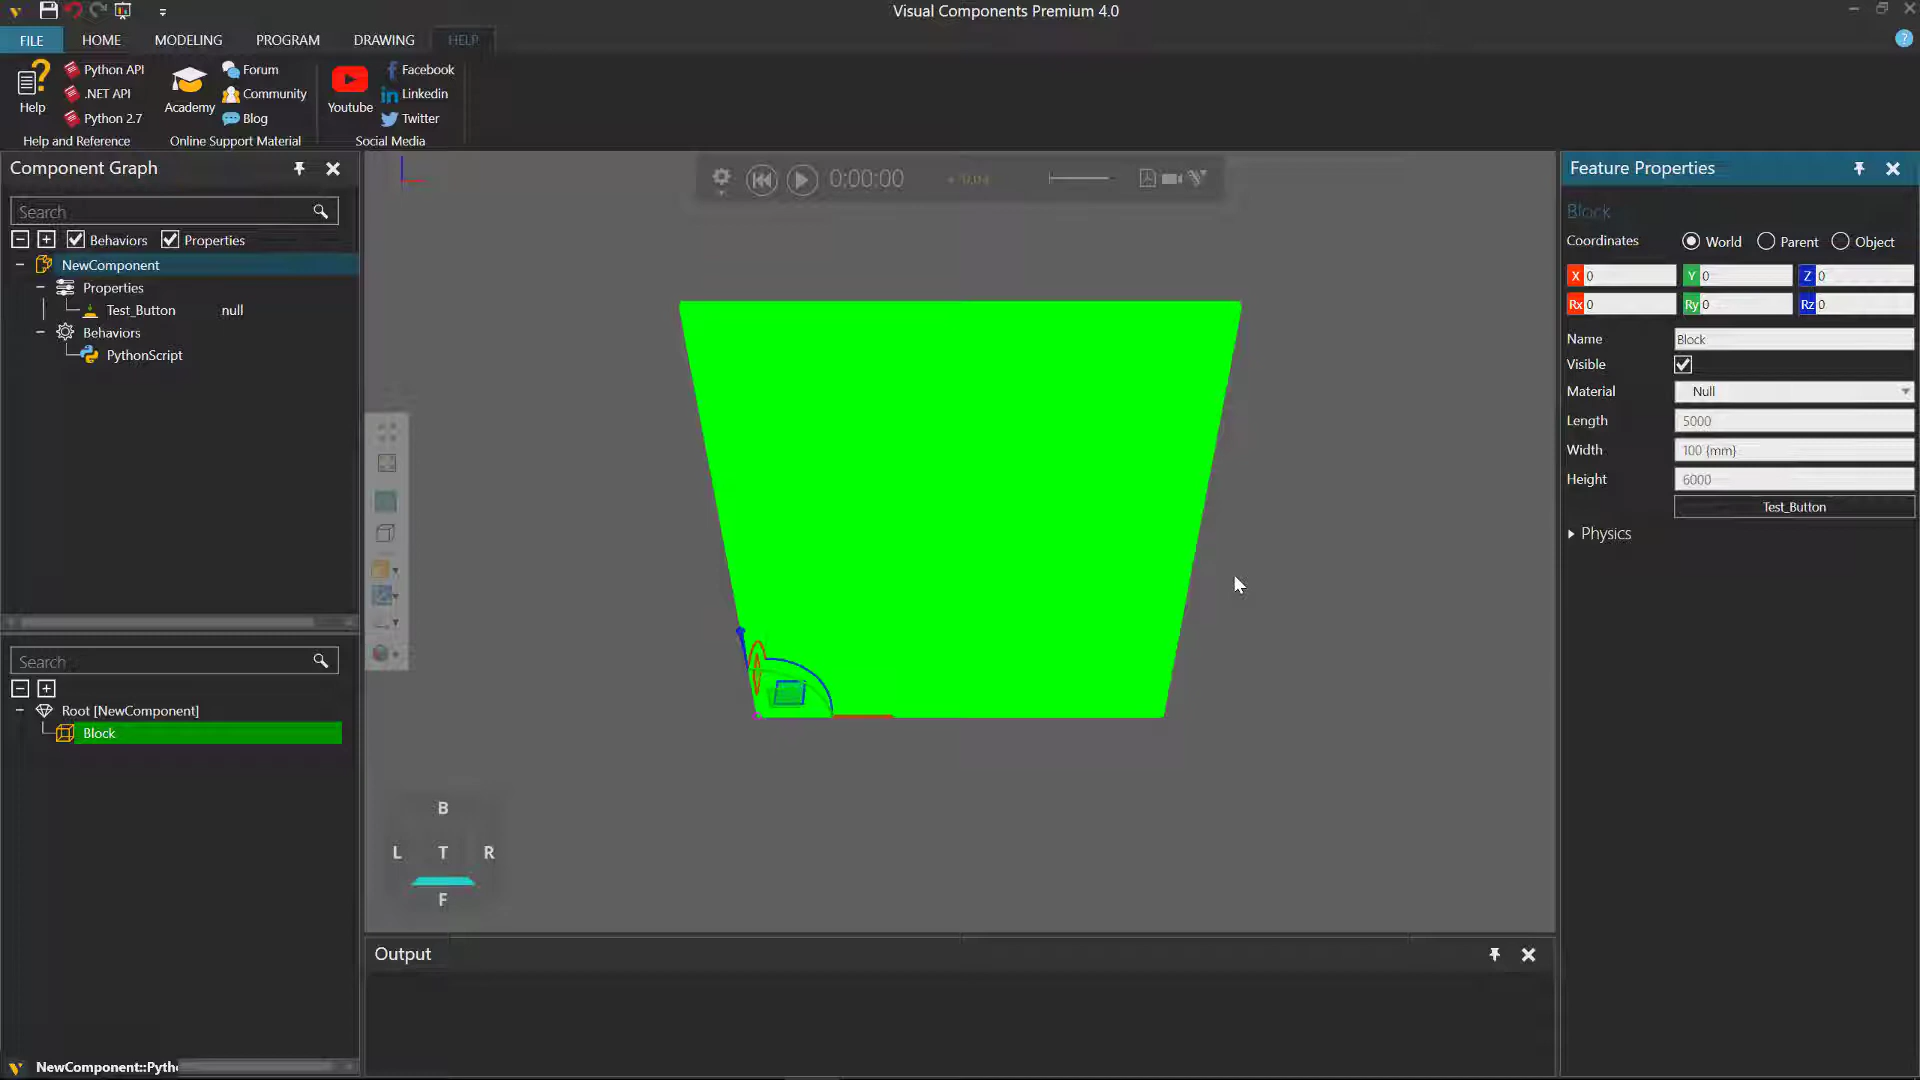 Visual Components Premium 4.0
FILE HOME MODELING PROGRAM DRAWING HELP
Help
Python API
.NET API
Python 2.7
Help and Reference
Academy
Forum
Community
Blog
Online Support Material
Youtube
Facebook
Linkedin
Twitter
Social Media
Component Graph
Search
Behaviors Properties
NewComponent
Properties
Test_Button null
Behaviors
PythonScript
Search
Root [NewComponent]
Block
NewComponent::Pyth
0:00:00
B
L T R
F
Output
Feature Properties
Block
Coordinates World Parent Object
X 0 Y 0 Z 0
Rx 0 Ry 0 Rz 0
Name Block
Visible
Material Null
Length 5000
Width 100 {mm}
Height 6000
Test_Button
Physics